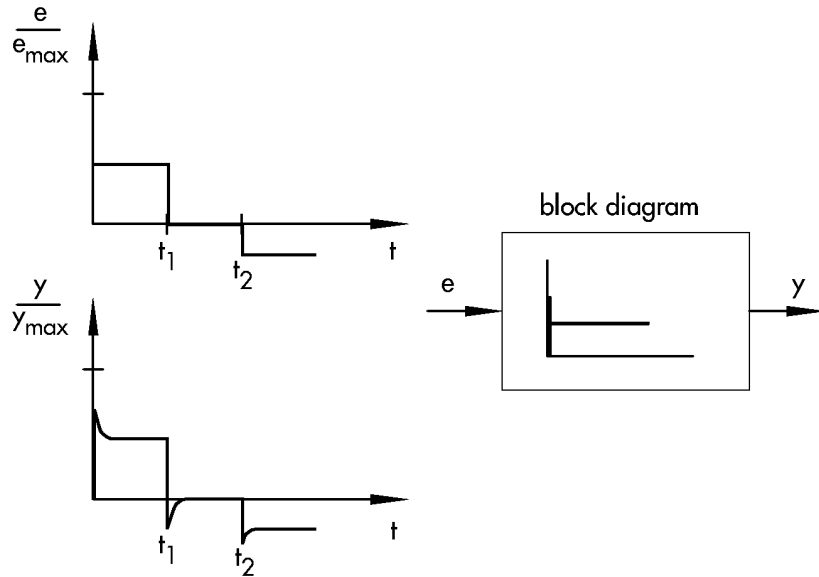 e
e_max
t_1
t_2
t
block diagram
e
y
y
y_max
t_1
t_2
t